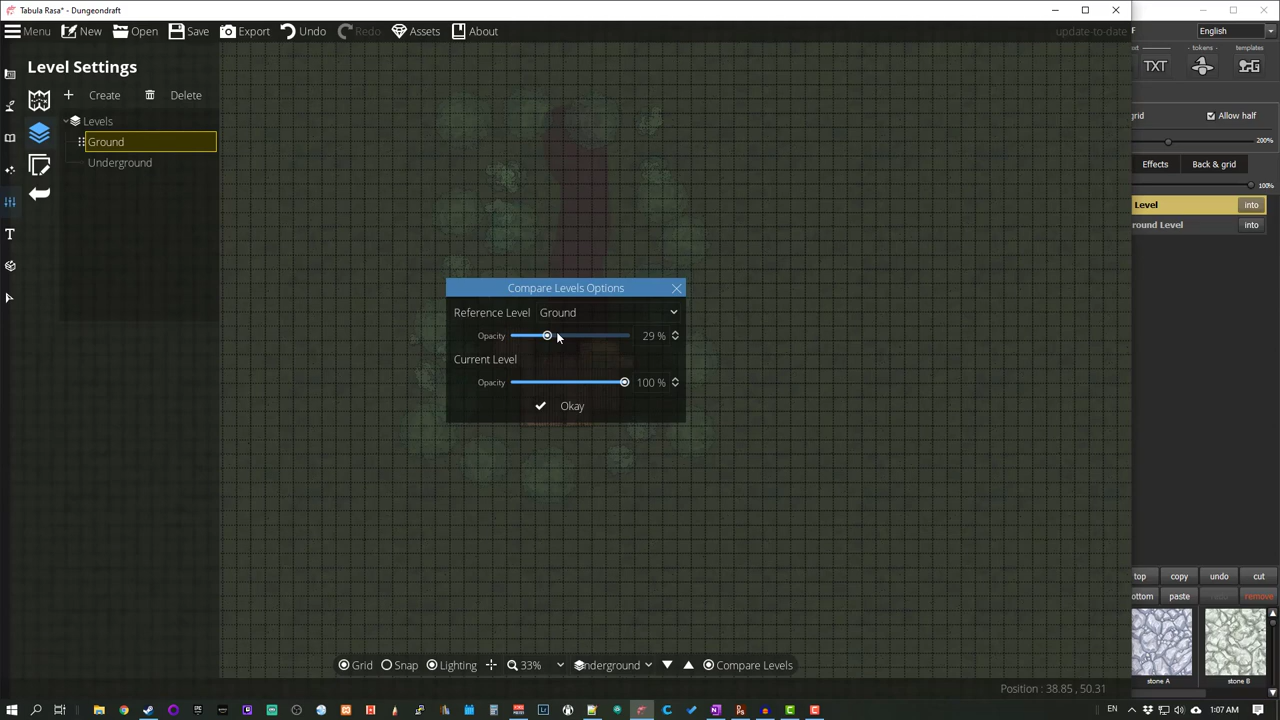 Tabula Rasa* - Dungeondraft
Menu New Open Save Export Undo Redo Assets About update-to-date
Level Settings
Create Delete
Levels
Ground
Underground
Compare Levels Options
Reference Level Ground
Opacity 29 %
Current Level
Opacity 100 %
Okay
Grid Snap Lighting 33% Underground Compare Levels
Position : 38.85 , 50.31
F English
xt tokens templates
TXT
grid Allow half
200%
Effects Back & grid
100%
Level into
round Level into
top copy undo cut
ottom paste remove
stone A stone B
EN 1:07 AM